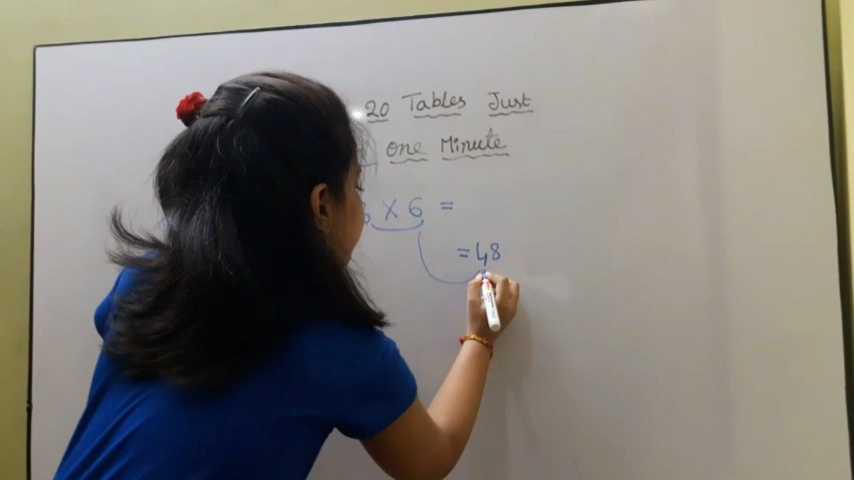 20 Tables Just
one Minute
x 6 =
= 48